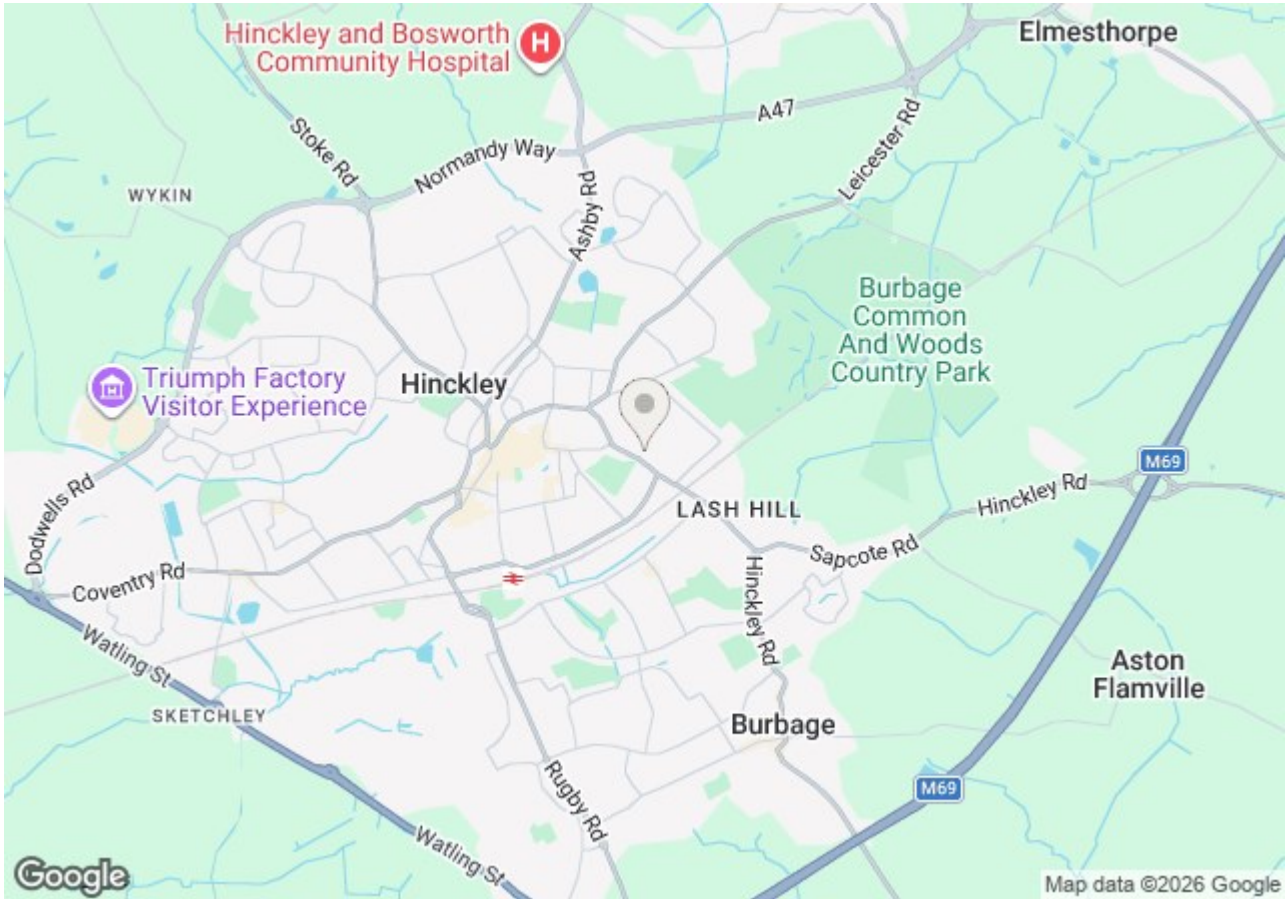 Hinckley and Bosworth
Community Hospital
H
Elmesthorpe
A47
Stoke Rd
Normandy Way
Leicester Rd
WYKIN
Ashby Rd
Burbage
Common
And Woods
Country Park
Triumph Factory
Visitor Experience
Hinckley
M69
Dodwells Rd
LASH HILL
Hinckley Rd
Sapcote Rd
Coventry Rd
Hinckley Rd
Watling St
Aston
Flamville
SKETCHLEY
Burbage
Rugby Rd
M69
Watling St
Google
Map data ©2026 Google